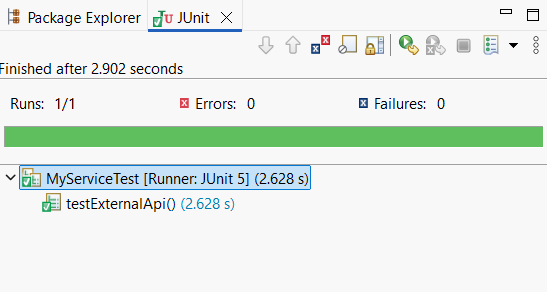 Package Explorer JUnit
Finished after 2.902 seconds
Runs: 1/1 Errors: 0 Failures: 0
MyServiceTest [Runner: JUnit 5] (2.628 s)
testExternalApi() (2.628 s)